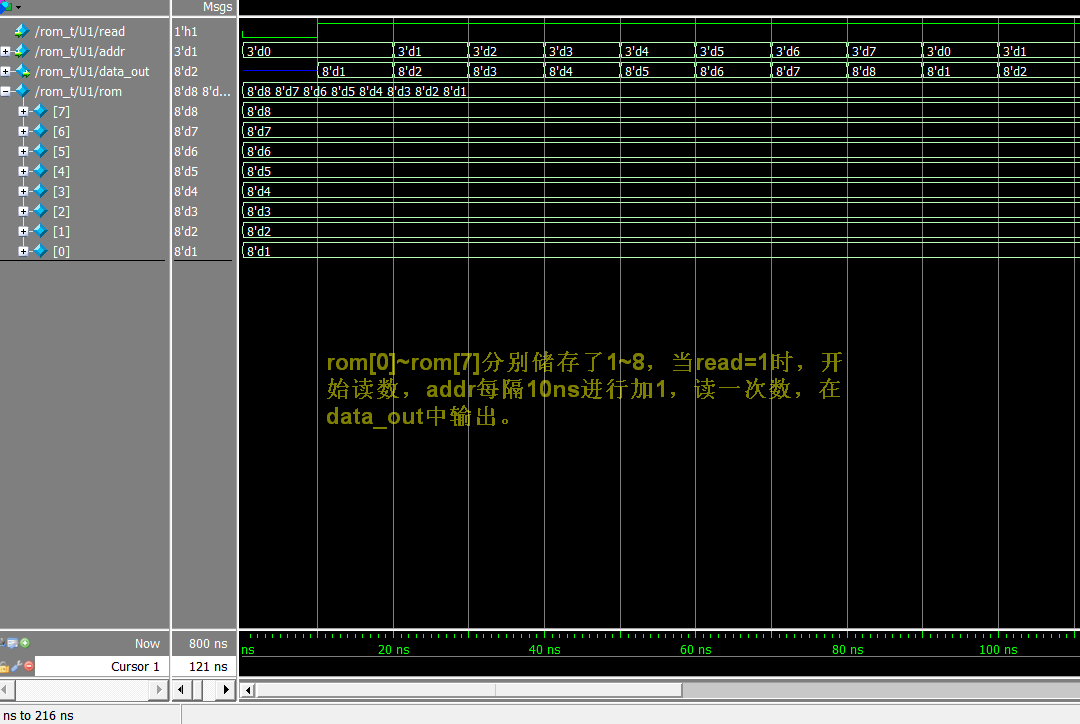 Msgs
/rom_t/U1/read 1'h1
/rom_t/U1/addr 3'd1 3'd0 3'd1 3'd2 3'd3 3'd4 3'd5 3'd6 3'd7 3'd0 3'd1
/rom_t/U1/data_out 8'd2 8'd1 8'd2 8'd3 8'd4 8'd5 8'd6 8'd7 8'd8 8'd1 8'd2
/rom_t/U1/rom 8'd8 8'd... 8'd8 8'd7 8'd6 8'd5 8'd4 8'd3 8'd2 8'd1
[7] 8'd8 8'd8
[6] 8'd7 8'd7
[5] 8'd6 8'd6
[4] 8'd5 8'd5
[3] 8'd4 8'd4
[2] 8'd3 8'd3
[1] 8'd2 8'd2
[0] 8'd1 8'd1
rom[0]~rom[7]分别储存了1~8，当read=1时，开
始读数，addr每隔10ns进行加1，读一次数，在
data_out中输出。
Now 800 ns ns 20 ns 40 ns 60 ns 80 ns 100 ns
Cursor 1 121 ns
ns to 216 ns